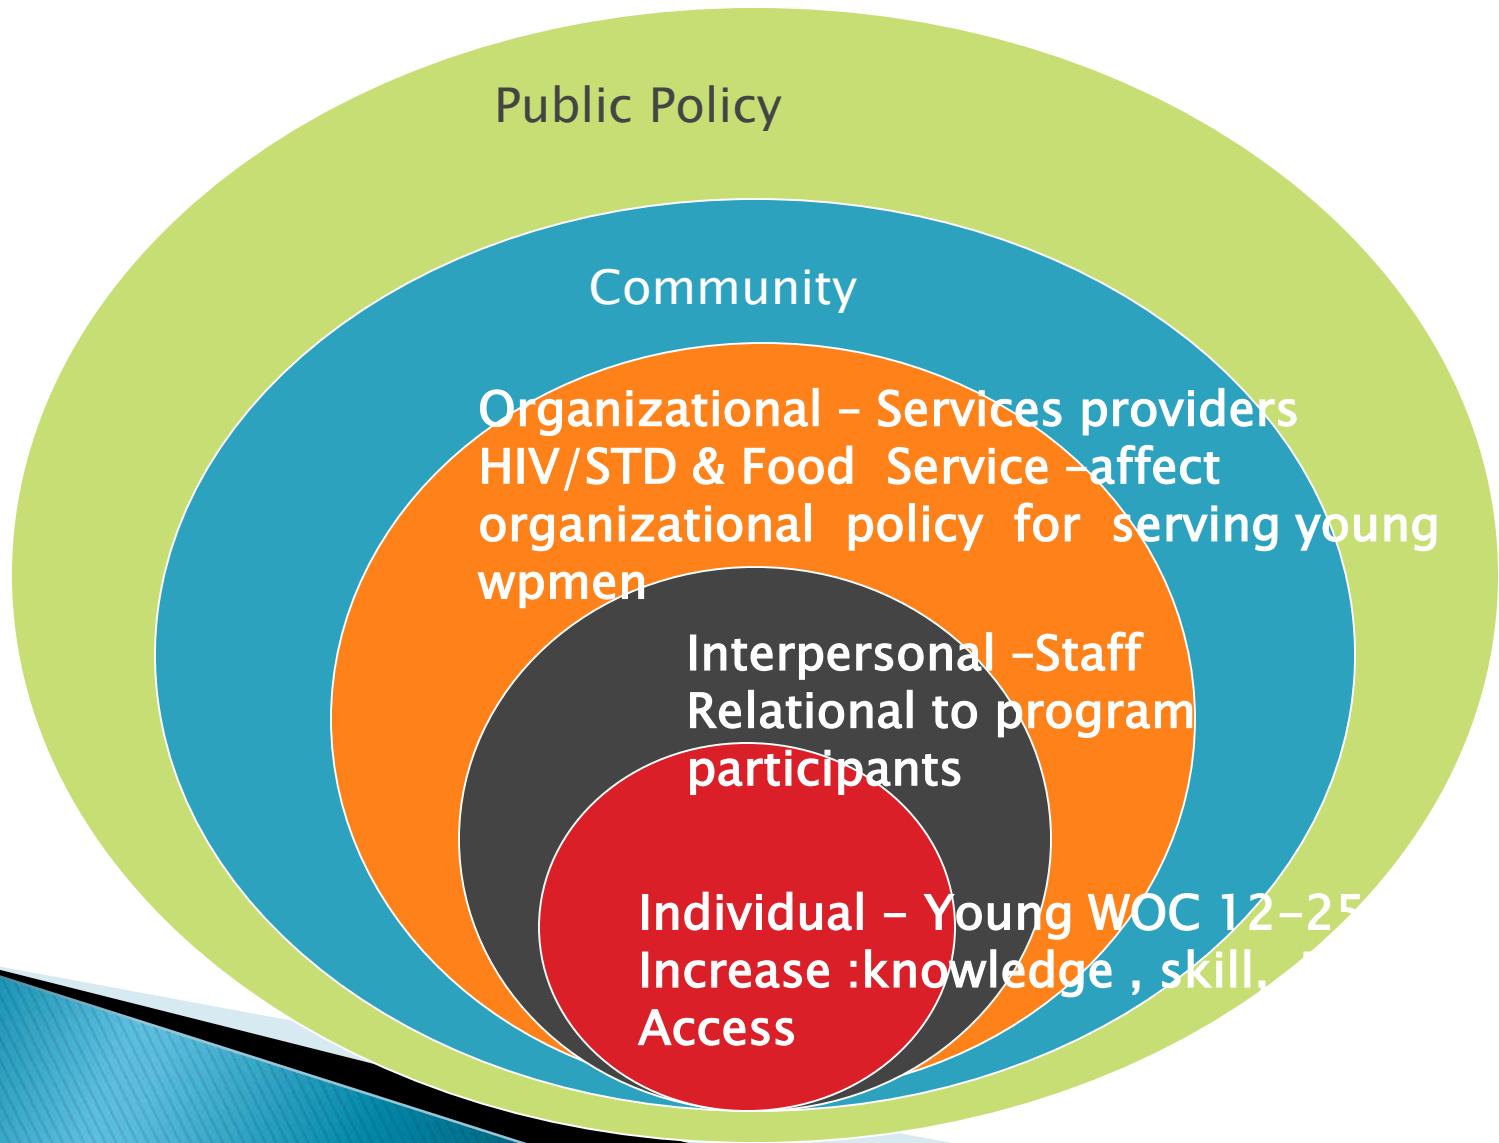 Public Policy
Community
Organizational – Services providers
HIV/STD & Food Service –affect
organizational policy for serving young
wpmen
Interpersonal –Staff
Relational to program
participants
Individual – Young WOC 12–25
Increase :knowledge , skill,
Access